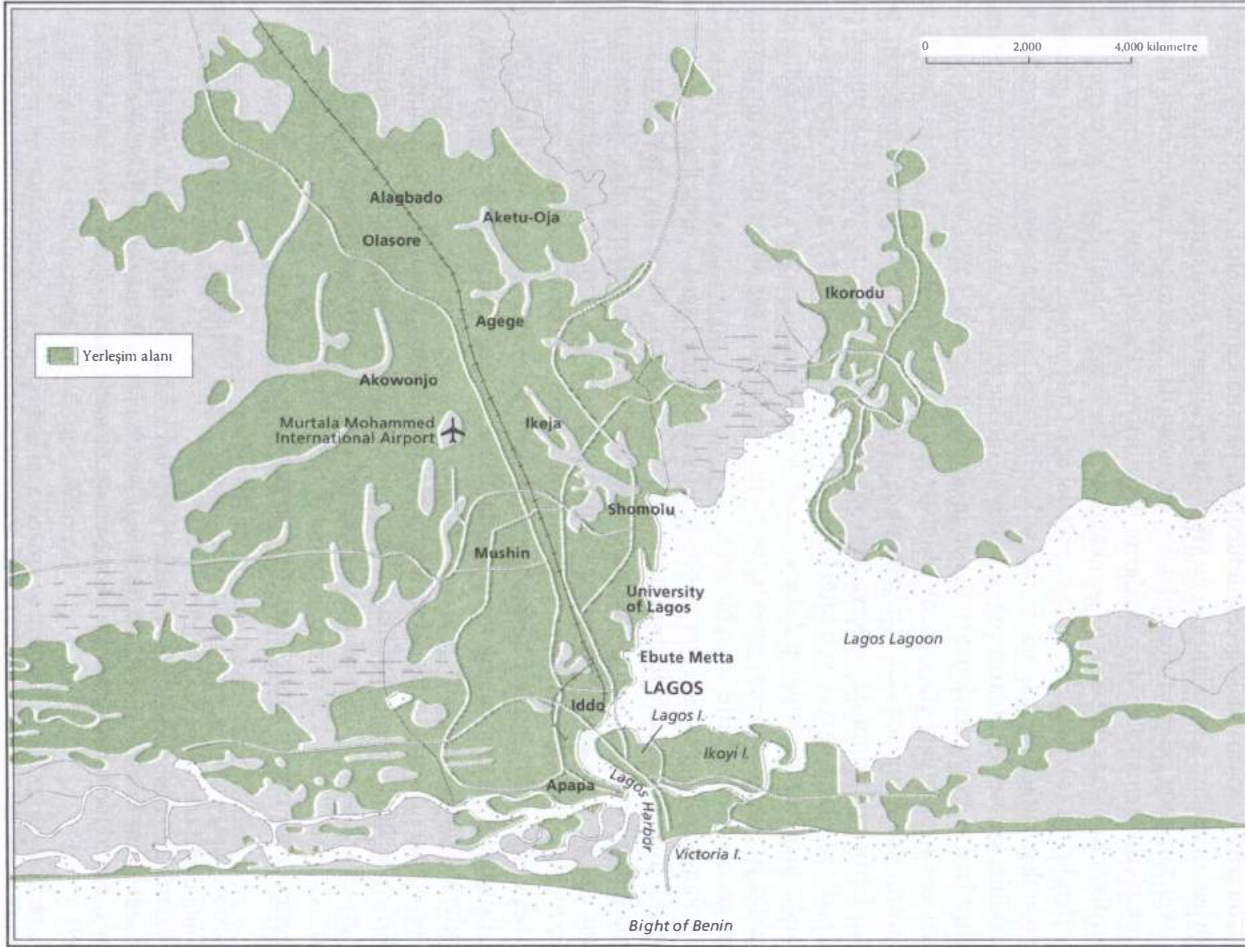 0 2,000 4,000 kilometre
Alagbado
Aketu-Oja
Olasore
Ikorodu
Agege
Yerleşim alanı
Akowonjo
Murtala Mohammed
International Airport
Ikeja
Shomolu
Mushin
University
of Lagos
Lagos Lagoon
Ebute Metta
LAGOS
Iddo
Lagos I.
Ikoyi I.
Apapa
Lagos Harbor
Victoria I.
Bight of Benin